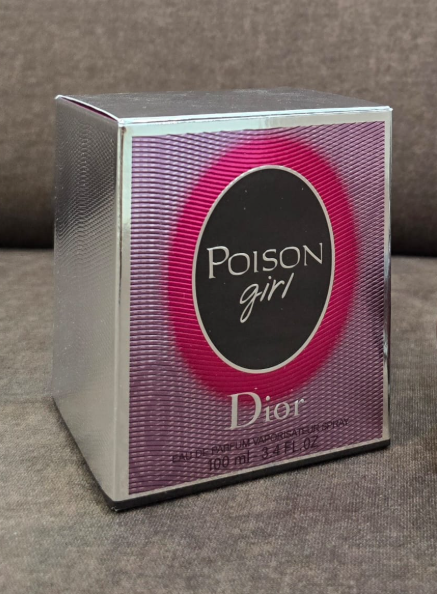 POISON
girl
Dior
EAU DE PARFUM VAPORISATEUR SPRAY
100 ml 3.4 FL. OZ